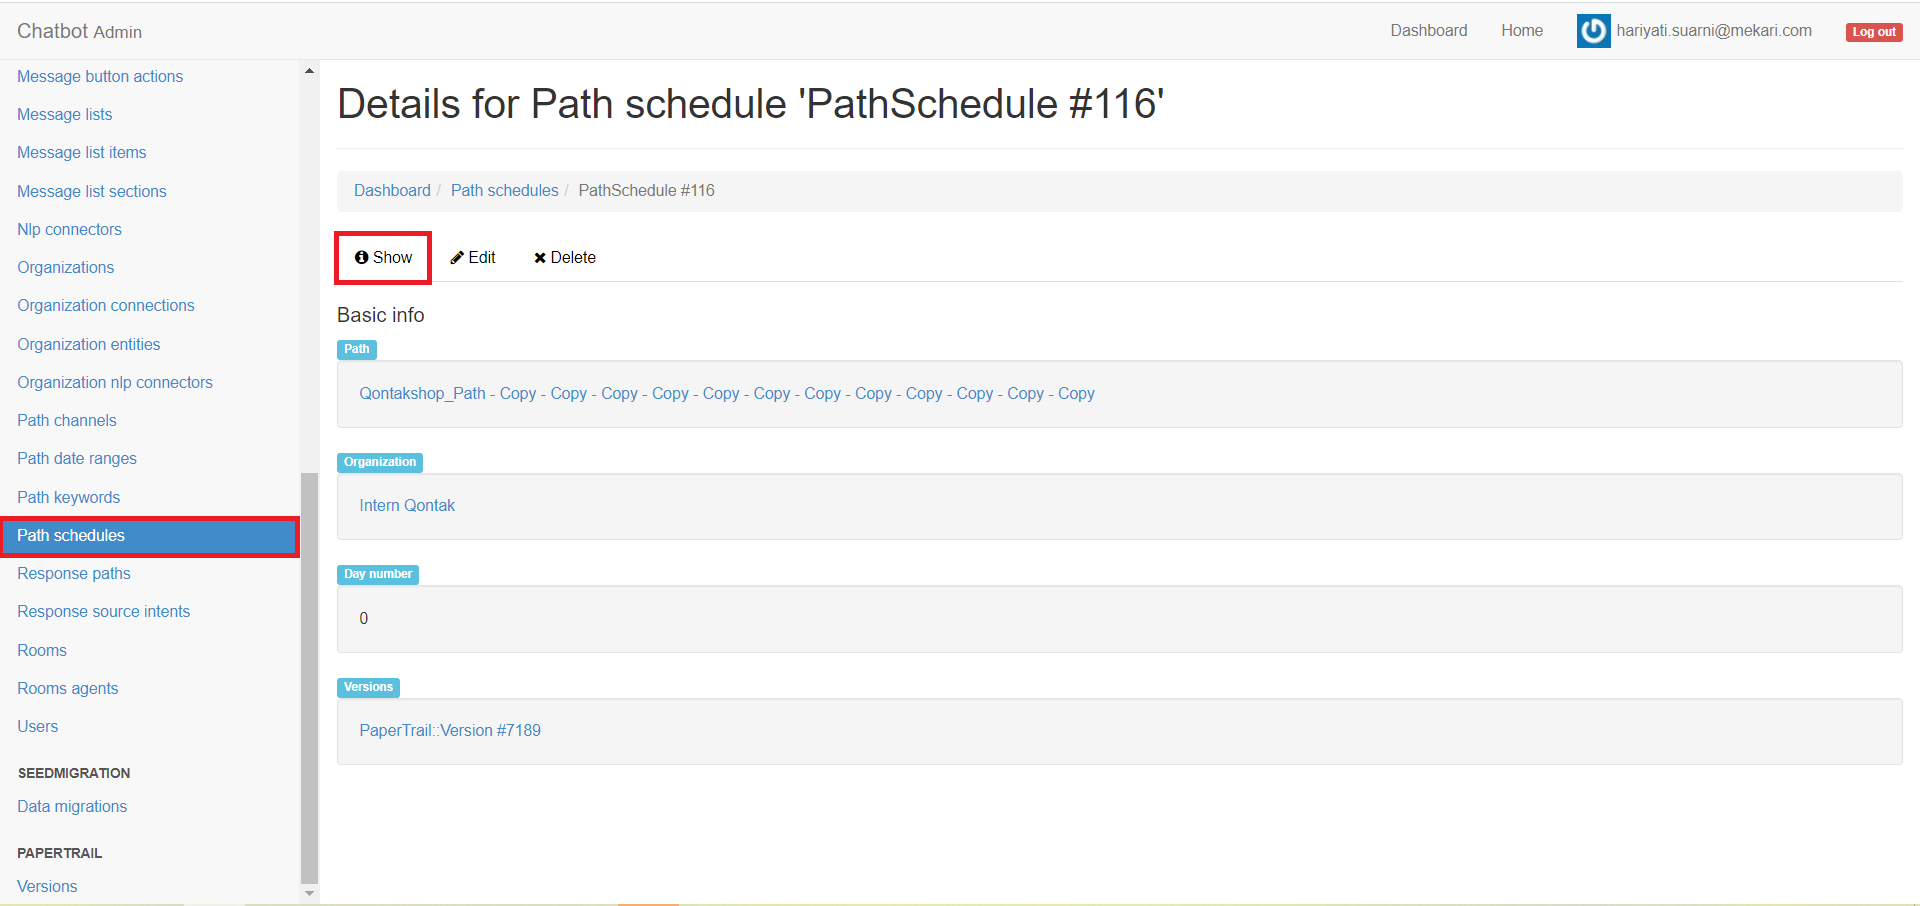 Chatbot Admin
Dashboard
Home
hariyati.suarni@mekari.com
Log out
Message button actions
Message lists
Message list items
Message list sections
Nlp connectors
Organizations
Organization connections
Organization entities
Organization nlp connectors
Path channels
Path date ranges
Path keywords
Path schedules
Response paths
Response source intents
Rooms
Rooms agents
Users
SEEDMIGRATION
Data migrations
PAPERTRAIL
Versions
Details for Path schedule 'PathSchedule #116'
Dashboard / Path schedules / PathSchedule #116
Show
Edit
Delete
Basic info
Path
Qontakshop_Path - Copy - Copy - Copy - Copy - Copy - Copy - Copy - Copy - Copy - Copy - Copy - Copy
Organization
Intern Qontak
Day number
0
Versions
PaperTrail::Version #7189